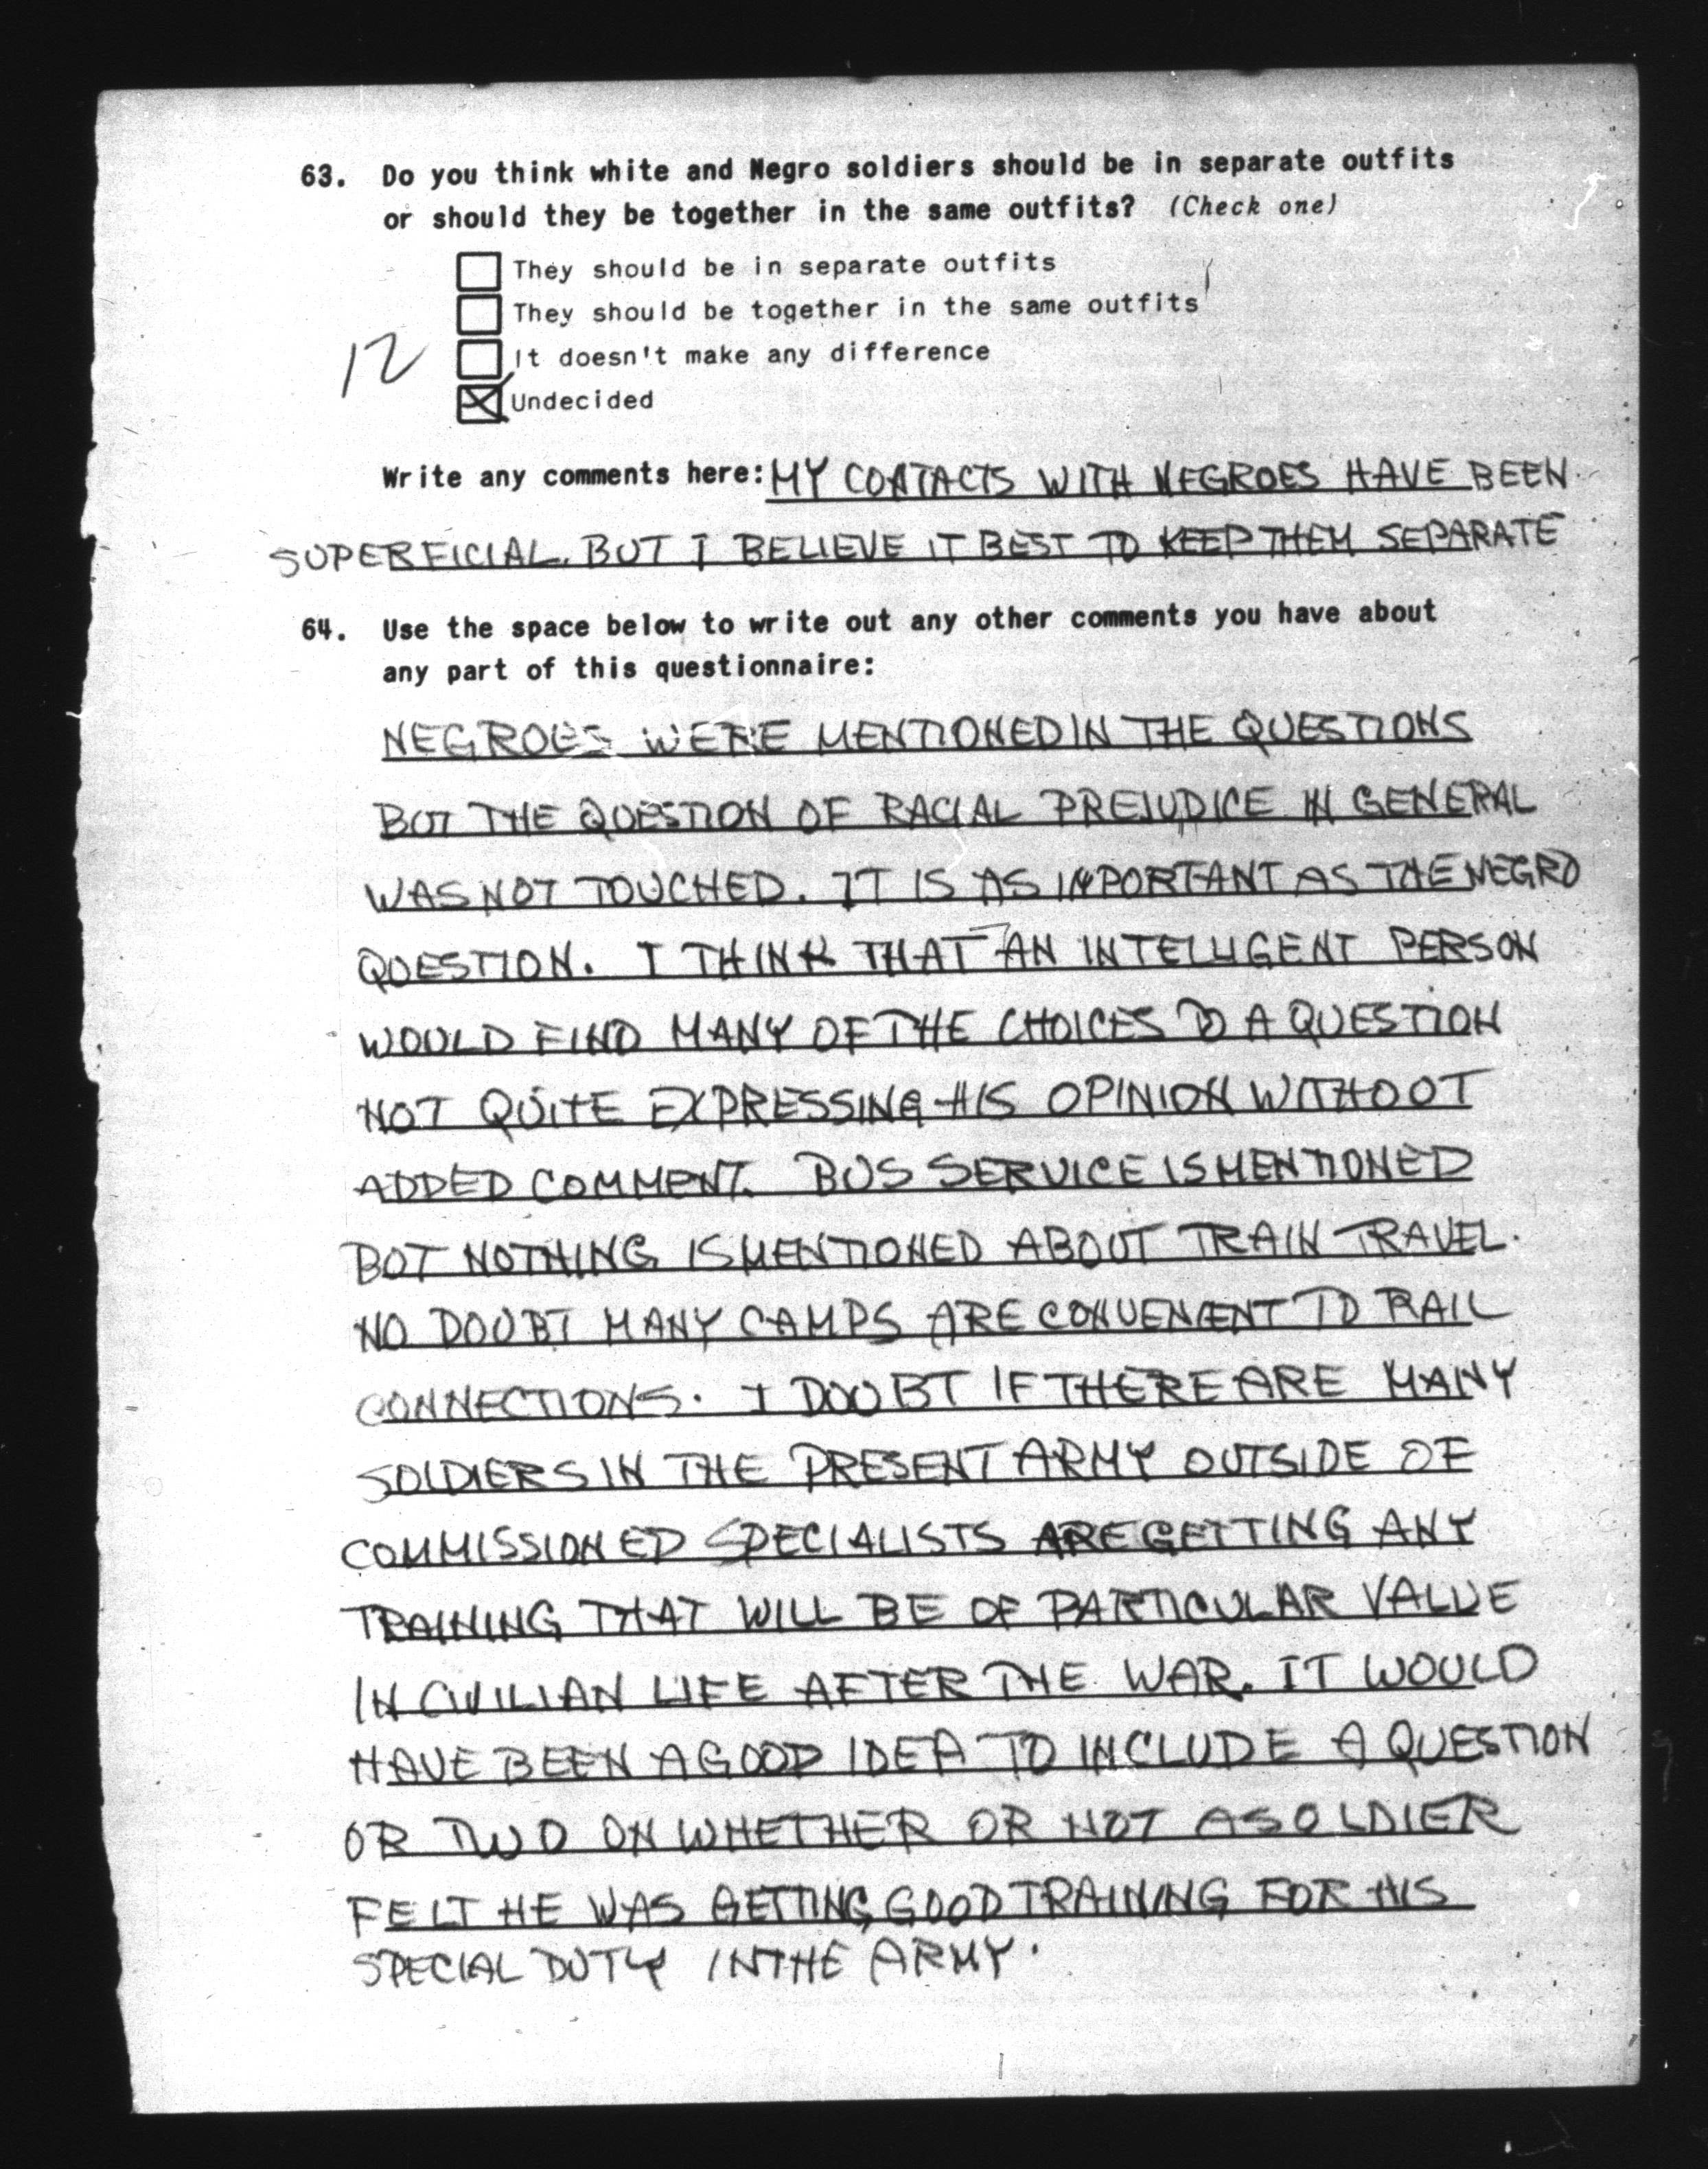 63. Do you think white and Negro soldiers should be in separate outfits
or should they be together in the same outfits? (Check one)
They should be in separate outfits
They should be together in the same outfits
12 It doesn't make any difference
Undecided
Write any comments here: MY CONTACTS WITH NEGROES HAVE BEEN
SUPERFICIAL. BUT I BELIEVE IT BEST TO KEEP THEM SEPARATE
64. Use the space below to write out any other comments you have about
any part of this questionnaire:
NEGROES WERE MENTIONED IN THE QUESTIONS
BUT THE QUESTION OF RACIAL PREJUDICE IN GENERAL
WAS NOT TOUCHED. IT IS AS IMPORTANT AS THE NEGRO
QUESTION. I THINK THAT AN INTELLIGENT PERSON
WOULD FIND MANY OF THE CHOICES TO A QUESTION
NOT QUITE EXPRESSING HIS OPINION WITHOUT
ADDED COMMENT. BUS SERVICE IS MENTIONED
BUT NOTHING IS MENTIONED ABOUT TRAIN TRAVEL.
NO DOUBT MANY CAMPS ARE CONVENIENT TO RAIL
CONNECTIONS. I DOUBT IF THERE ARE MANY
SOLDIERS IN THE PRESENT ARMY OUTSIDE OF
COMMISSIONED SPECIALISTS ARE GETTING ANY
TRAINING THAT WILL BE OF PARTICULAR VALUE
IN CIVILIAN LIFE AFTER THE WAR. IT WOULD
HAVE BEEN A GOOD IDEA TO INCLUDE A QUESTION
OR TWO ON WHETHER OR NOT A SOLDIER
FELT HE WAS GETTING GOOD TRAINING FOR HIS
SPECIAL DUTY IN THE ARMY.